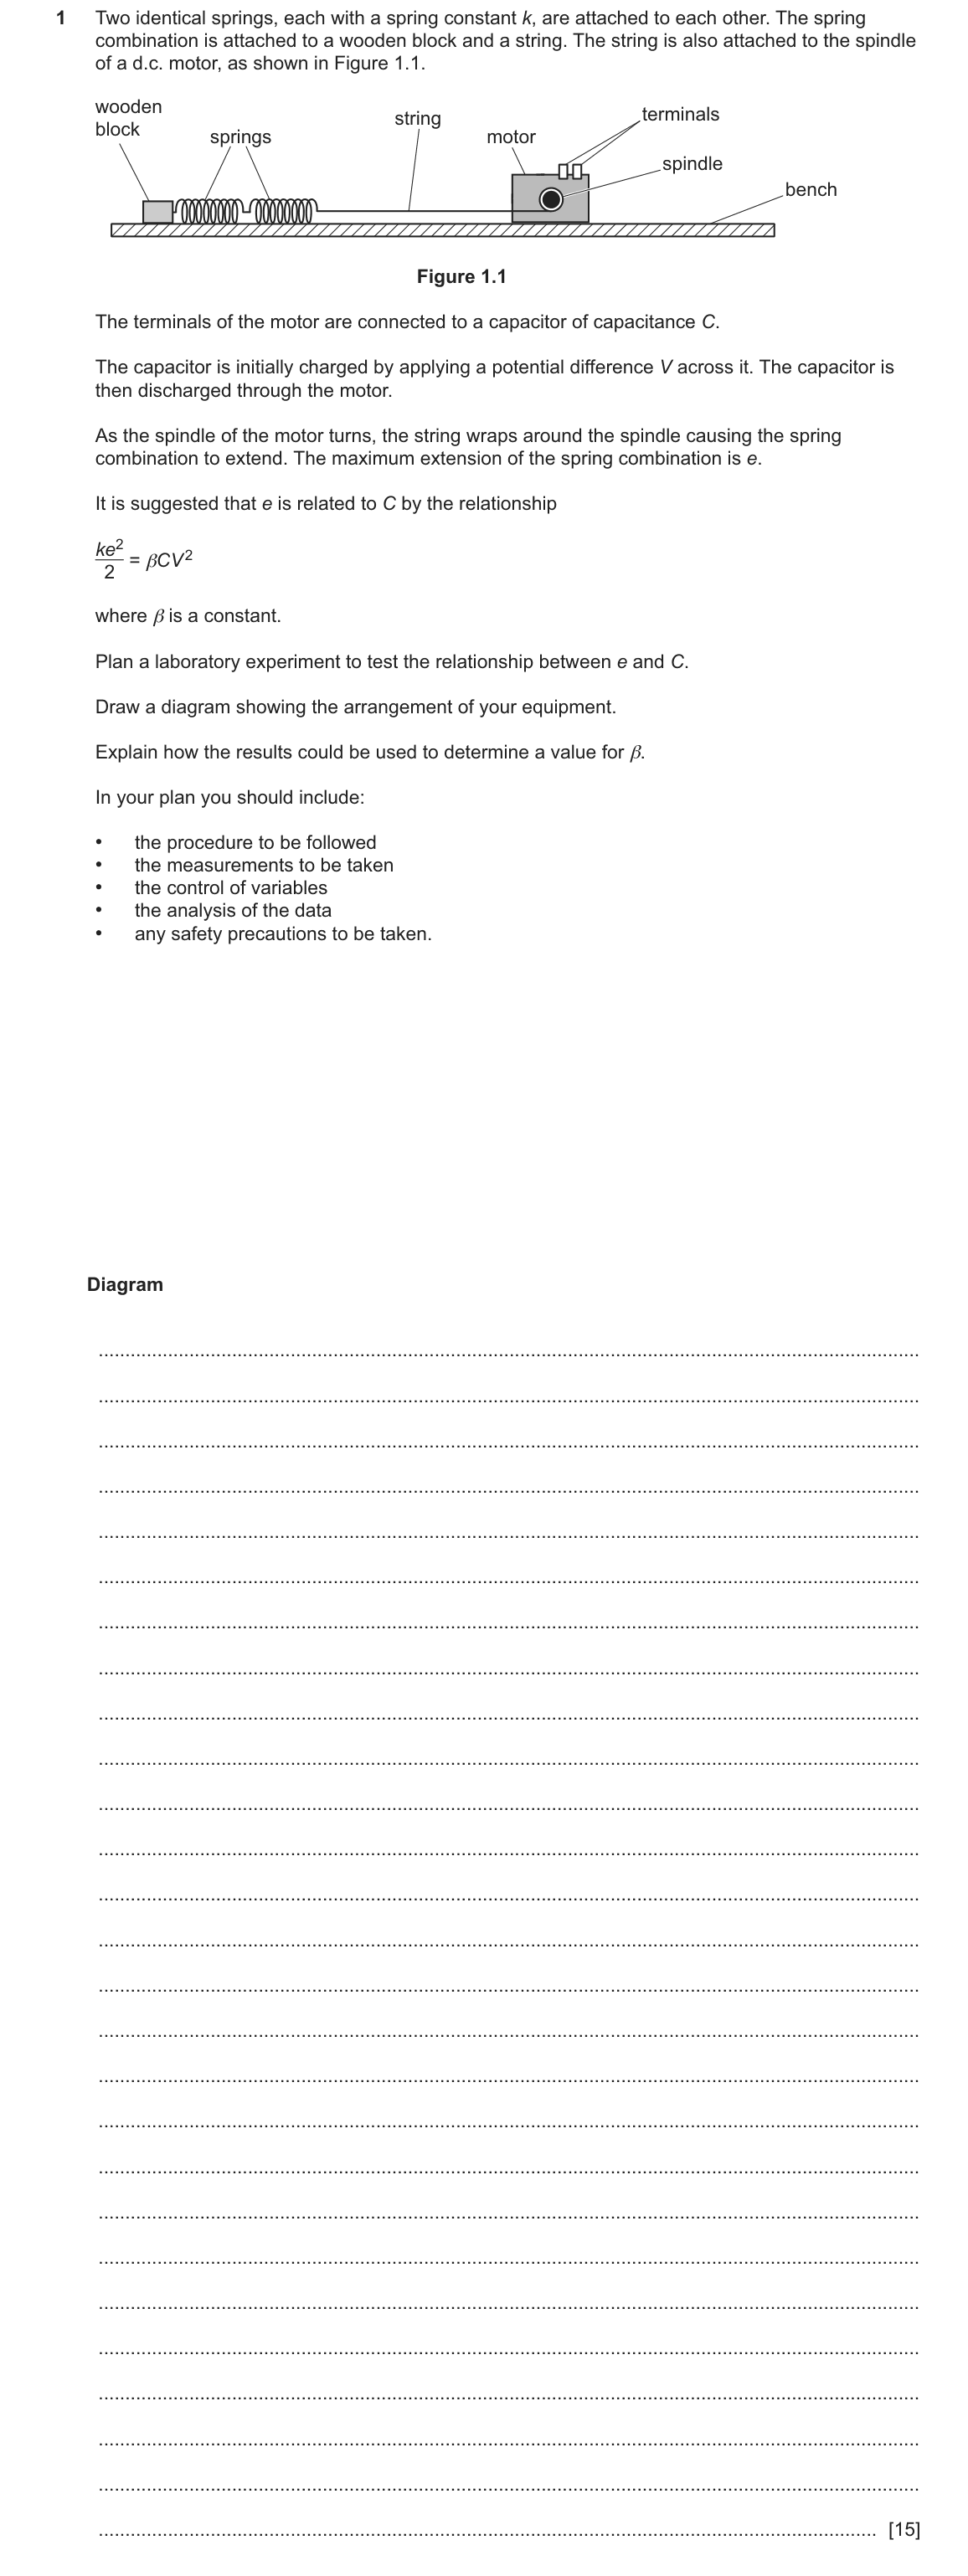 1 Two identical springs, each with a spring constant k, are attached to each other. The spring
combination is attached to a wooden block and a string. The string is also attached to the spindle
of a d.c. motor, as shown in Figure 1.1.
wooden
block
springs
string
motor
terminals
spindle
bench
Figure 1.1
The terminals of the motor are connected to a capacitor of capacitance C.
The capacitor is initially charged by applying a potential difference V across it. The capacitor is
then discharged through the motor.
As the spindle of the motor turns, the string wraps around the spindle causing the spring
combination to extend. The maximum extension of the spring combination is e.
It is suggested that e is related to C by the relationship
ke²/2 = βCV²
where β is a constant.
Plan a laboratory experiment to test the relationship between e and C.
Draw a diagram showing the arrangement of your equipment.
Explain how the results could be used to determine a value for β.
In your plan you should include:
• the procedure to be followed
• the measurements to be taken
• the control of variables
• the analysis of the data
• any safety precautions to be taken.
Diagram
[15]